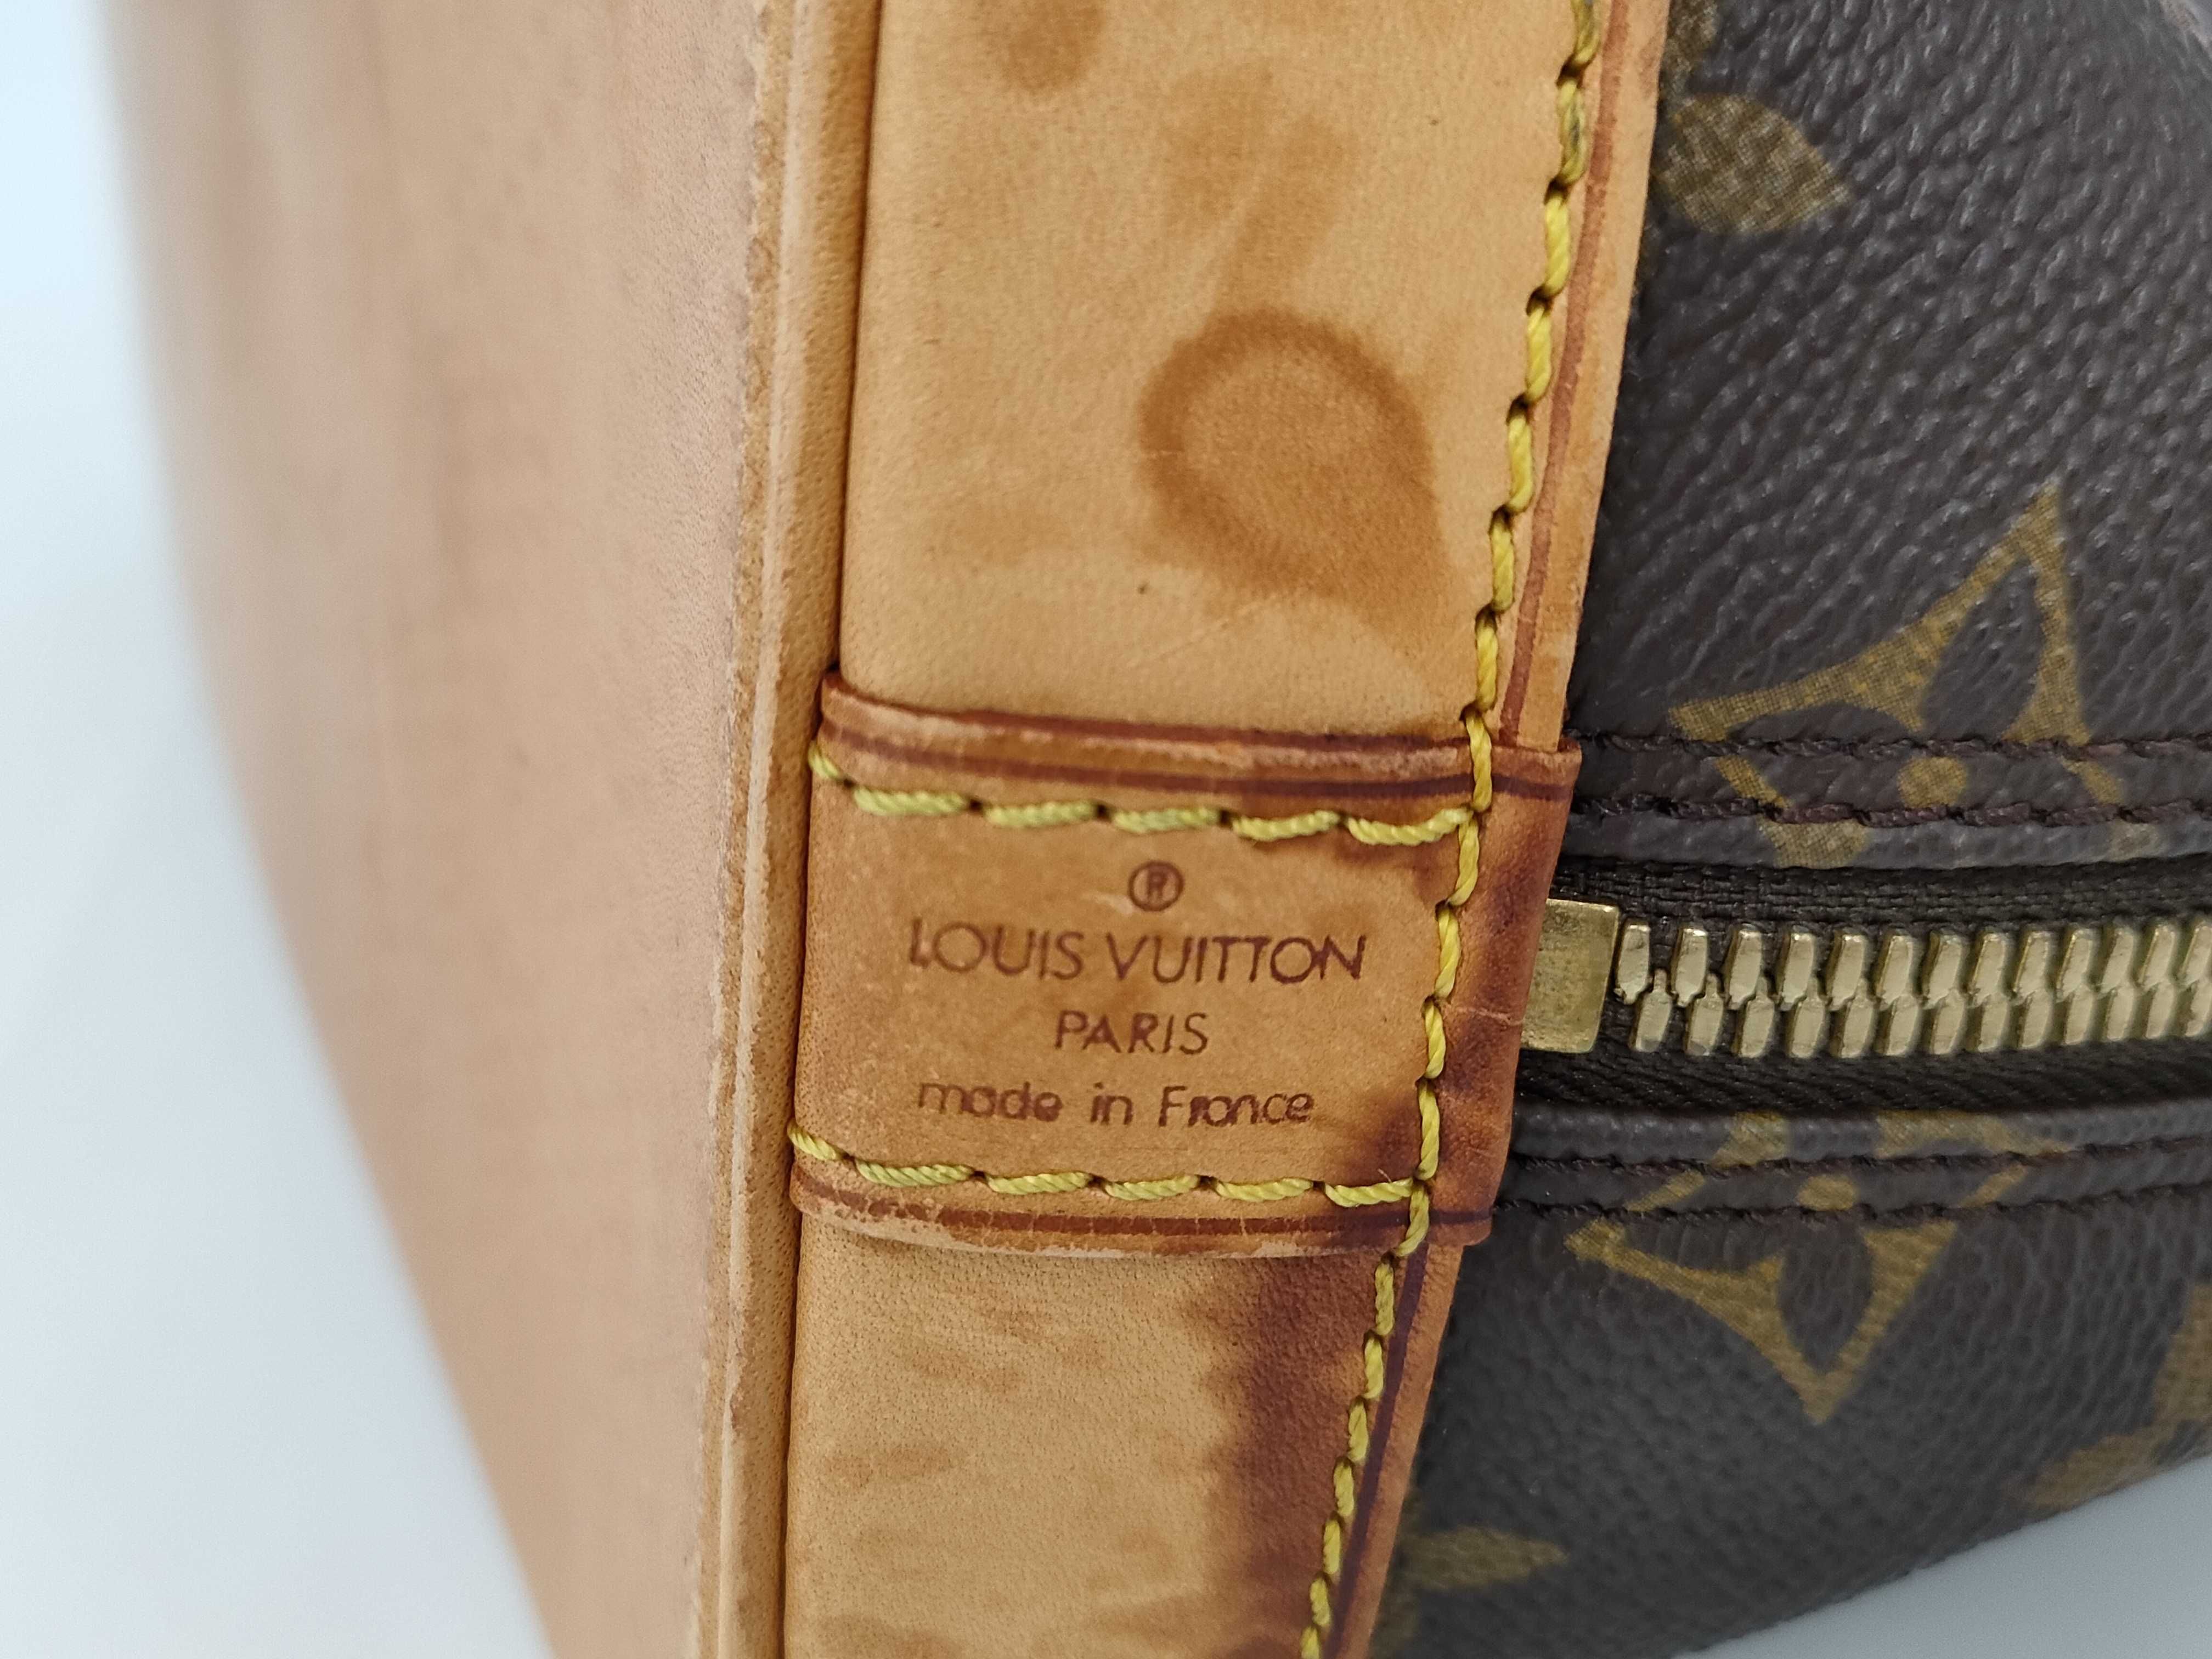 ®
LOUIS VUITTON
PARIS
made in France